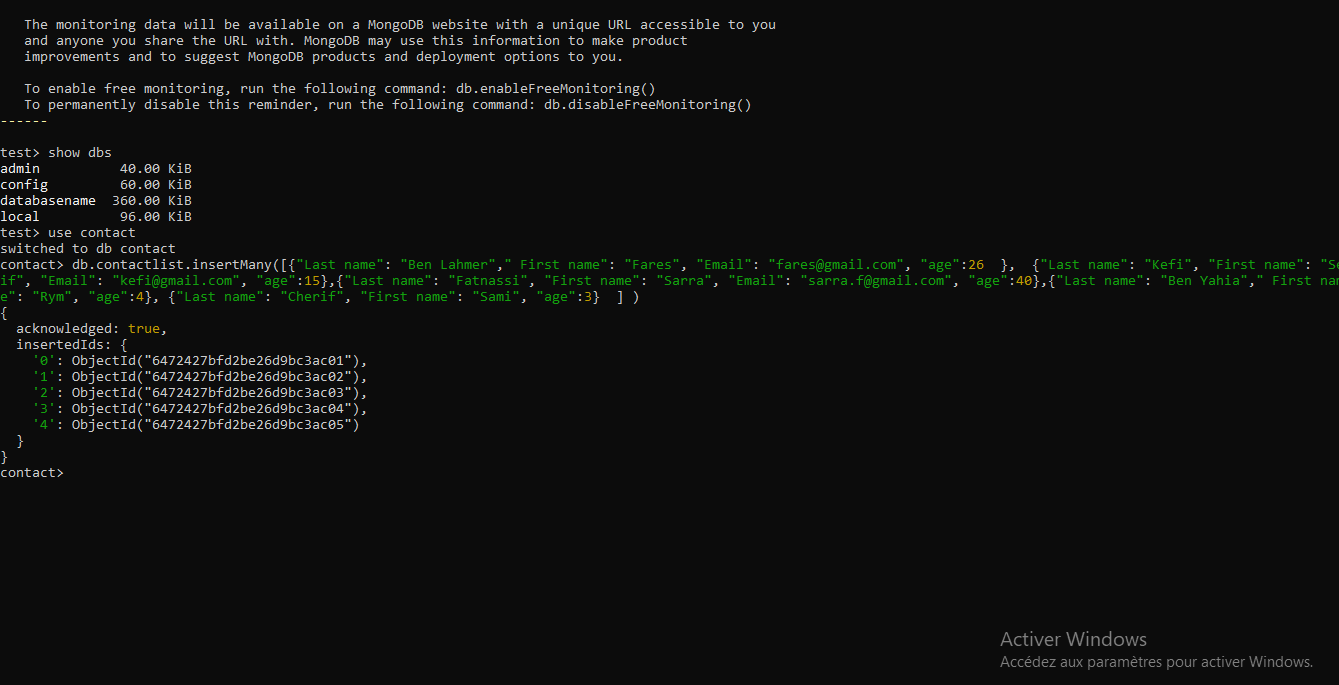 The monitoring data will be available on a MongoDB website with a unique URL accessible to you
and anyone you share the URL with. MongoDB may use this information to make product
improvements and to suggest MongoDB products and deployment options to you.
To enable free monitoring, run the following command: db.enableFreeMonitoring()
To permanently disable this reminder, run the following command: db.disableFreeMonitoring()
------
test> show dbs
admin 40.00 KiB
config 60.00 KiB
databasename 360.00 KiB
local 96.00 KiB
test> use contact
switched to db contact
contact> db.contactlist.insertMany([{"Last name": "Ben Lahmer"," First name": "Fares", "Email": "fares@gmail.com", "age":26  },  {"Last name": "Kefi", "First name": "Se
if", "Email": "kefi@gmail.com", "age":15},{"Last name": "Fatnassi", "First name": "Sarra", "Email": "sarra.f@gmail.com", "age":40},{"Last name": "Ben Yahia"," First nam
e": "Rym", "age":4}, {"Last name": "Cherif", "First name": "Sami", "age":3}  ] )
{
acknowledged: true,
insertedIds: {
'0': ObjectId("6472427bfd2be26d9bc3ac01"),
'1': ObjectId("6472427bfd2be26d9bc3ac02"),
'2': ObjectId("6472427bfd2be26d9bc3ac03"),
'3': ObjectId("6472427bfd2be26d9bc3ac04"),
'4': ObjectId("6472427bfd2be26d9bc3ac05")
}
}
contact>
Activer Windows
Accédez aux paramètres pour activer Windows.